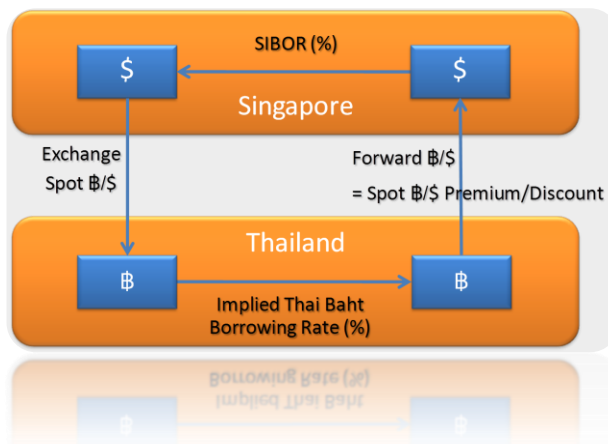 SIBOR (%)
$ $
Singapore
Exchange
Spot ฿/$
Forward ฿/$
= Spot ฿/$ Premium/Discount
Thailand
฿ ฿
Implied Thai Baht
Borrowing Rate (%)